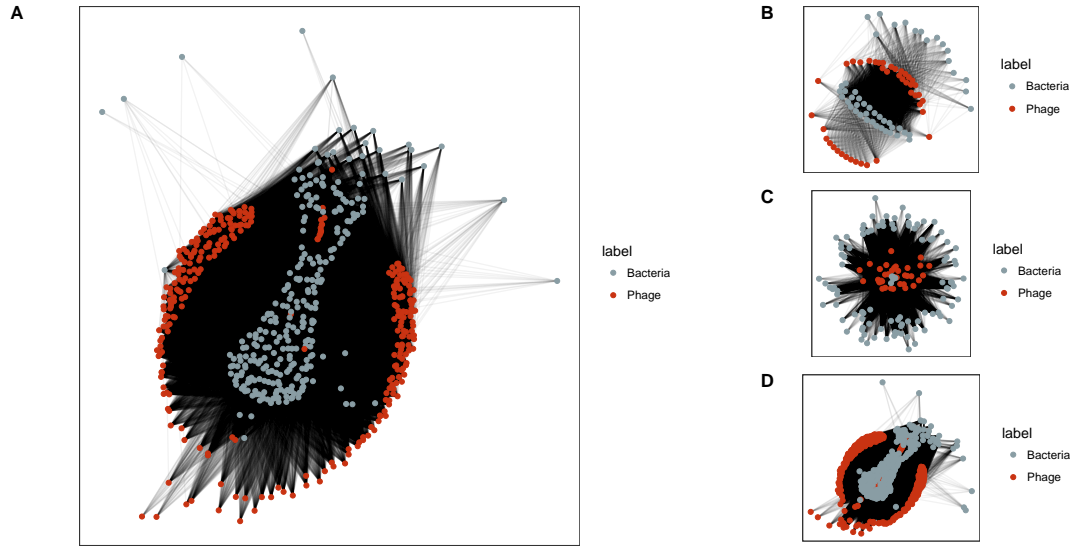 A
label
Bacteria
Phage
B
label
Bacteria
Phage
C
label
Bacteria
Phage
D
label
Bacteria
Phage